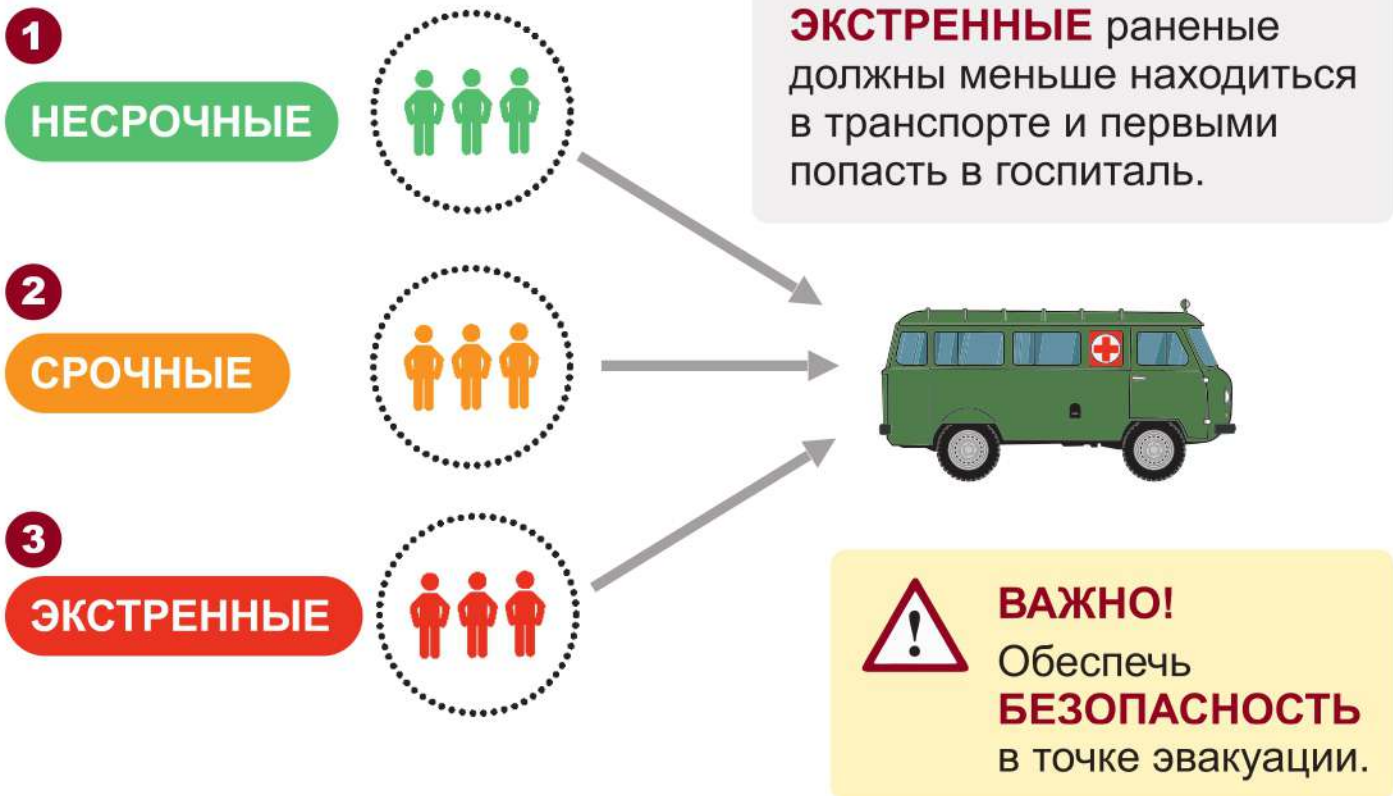 1
НЕСРОЧНЫЕ
ЭКСТРЕННЫЕ раненые
должны меньше находиться
в транспорте и первыми
попасть в госпиталь.
2
СРОЧНЫЕ
3
ЭКСТРЕННЫЕ
!
ВАЖНО!
Обеспечь
БЕЗОПАСНОСТЬ
в точке эвакуации.